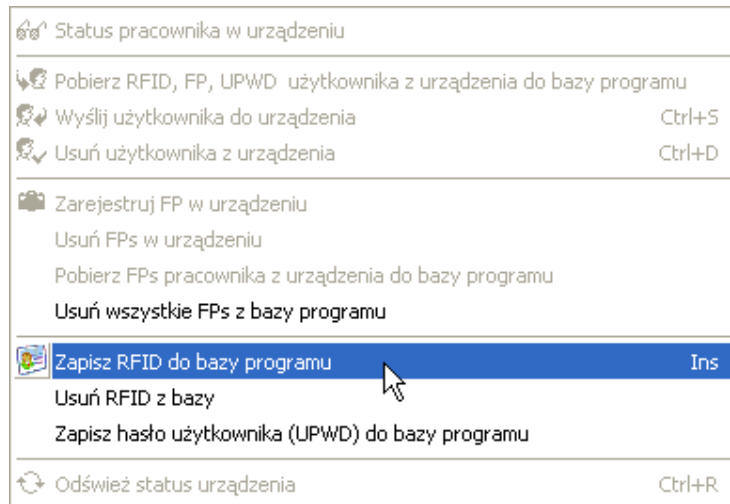 Status pracownika w urządzeniu
Pobierz RFID, FP, UPWD użytkownika z urządzenia do bazy programu
Wyślij użytkownika do urządzenia Ctrl+S
Usuń użytkownika z urządzenia Ctrl+D
Zarejestruj FP w urządzeniu
Usuń FPs w urządzeniu
Pobierz FPs pracownika z urządzenia do bazy programu
Usuń wszystkie FPs z bazy programu
Zapisz RFID do bazy programu Ins
Usuń RFID z bazy
Zapisz hasło użytkownika (UPWD) do bazy programu
Odśwież status urządzenia Ctrl+R